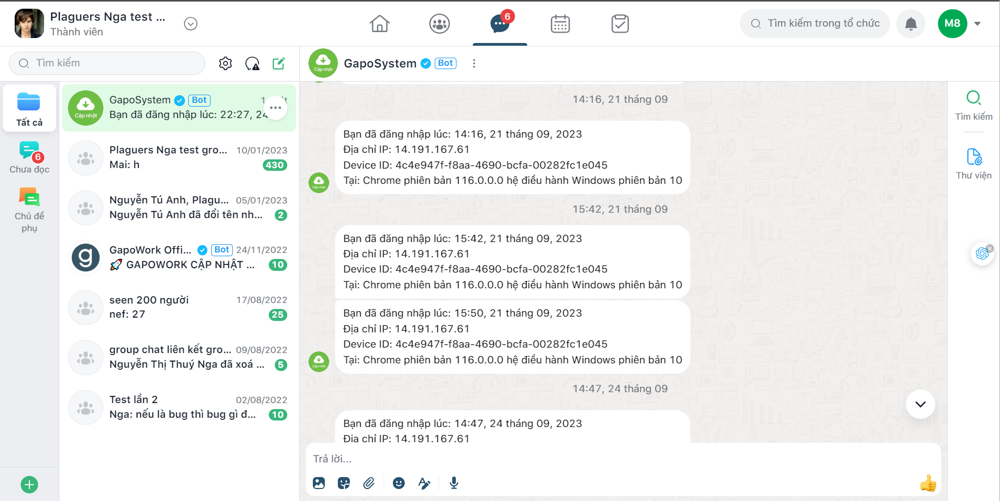 Plaguers Nga test ...
Thành viên
6
Tìm kiếm trong tổ chức
M8
Tìm kiếm
Cập nhật
GapoSystem
Bot
Tất cả
Chưa đọc
6
Chủ đề
phụ
Cập nhật
GapoSystem
Bot
Bạn đã đăng nhập lúc: 22:27, 24
Plaguers Nga test gro...
10/01/2023
Mai: h
430
Nguyễn Tú Anh, Plagu...
05/01/2023
Nguyễn Tú Anh đã đổi tên nh...
2
g
GapoWork Offi...
Bot
24/11/2022
GAPOWORK CẬP NHẬT ...
10
seen 200 người
17/08/2022
nef: 27
25
group chat liên kết gro...
09/08/2022
Nguyễn Thị Thuý Nga đã xoá ...
5
Test lần 2
02/08/2022
Nga: nếu là bug thì bug gì đ...
10
14:16, 21 tháng 09
Bạn đã đăng nhập lúc: 14:16, 21 tháng 09, 2023
Địa chỉ IP: 14.191.167.61
Device ID: 4c4e947f-f8aa-4690-bcfa-00282fc1e045
Tại: Chrome phiên bản 116.0.0.0 hệ điều hành Windows phiên bản 10
Cập nhật
15:42, 21 tháng 09
Bạn đã đăng nhập lúc: 15:42, 21 tháng 09, 2023
Địa chỉ IP: 14.191.167.61
Device ID: 4c4e947f-f8aa-4690-bcfa-00282fc1e045
Tại: Chrome phiên bản 116.0.0.0 hệ điều hành Windows phiên bản 10
Bạn đã đăng nhập lúc: 15:50, 21 tháng 09, 2023
Địa chỉ IP: 14.191.167.61
Device ID: 4c4e947f-f8aa-4690-bcfa-00282fc1e045
Tại: Chrome phiên bản 116.0.0.0 hệ điều hành Windows phiên bản 10
Cập nhật
14:47, 24 tháng 09
Bạn đã đăng nhập lúc: 14:47, 24 tháng 09, 2023
Địa chỉ IP: 14.191.167.61
Trả lời...
Tìm kiếm
Thư viện